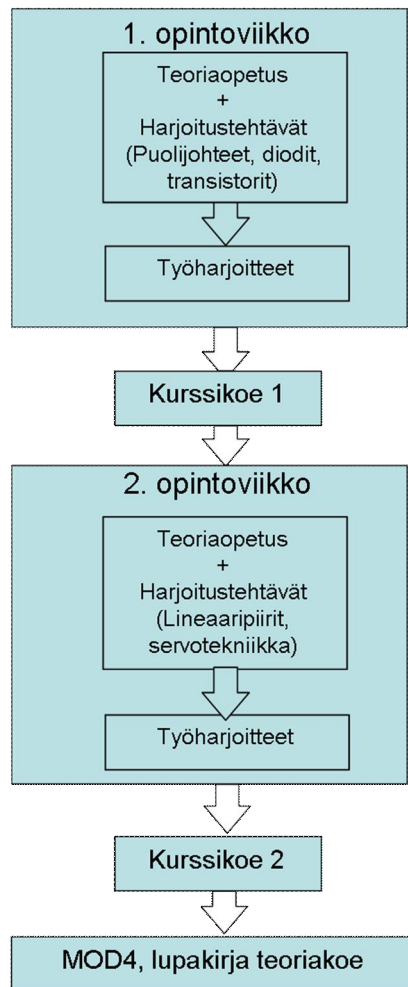 1. opintoviikko
Teoriaopetus
+
Harjoitustehtävät
(Puolijohteet, diodit,
transistorit)
Työharjoitteet
Kurssikoe 1
2. opintoviikko
Teoriaopetus
+
Harjoitustehtävät
(Lineaaripiirit,
servotekniikka)
Työharjoitteet
Kurssikoe 2
MOD4, lupakirja teoriakoe